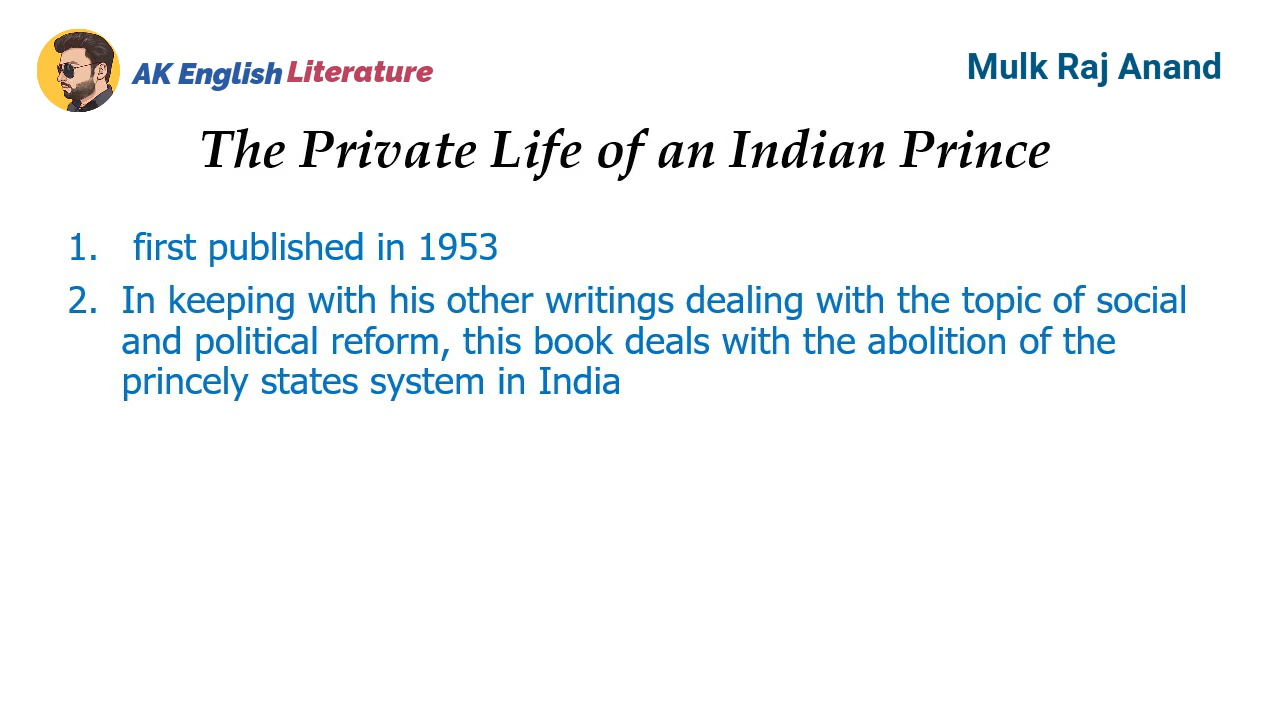 AK English Literature
Mulk Raj Anand
The Private Life of an Indian Prince
1. first published in 1953
2. In keeping with his other writings dealing with the topic of social
and political reform, this book deals with the abolition of the
princely states system in India